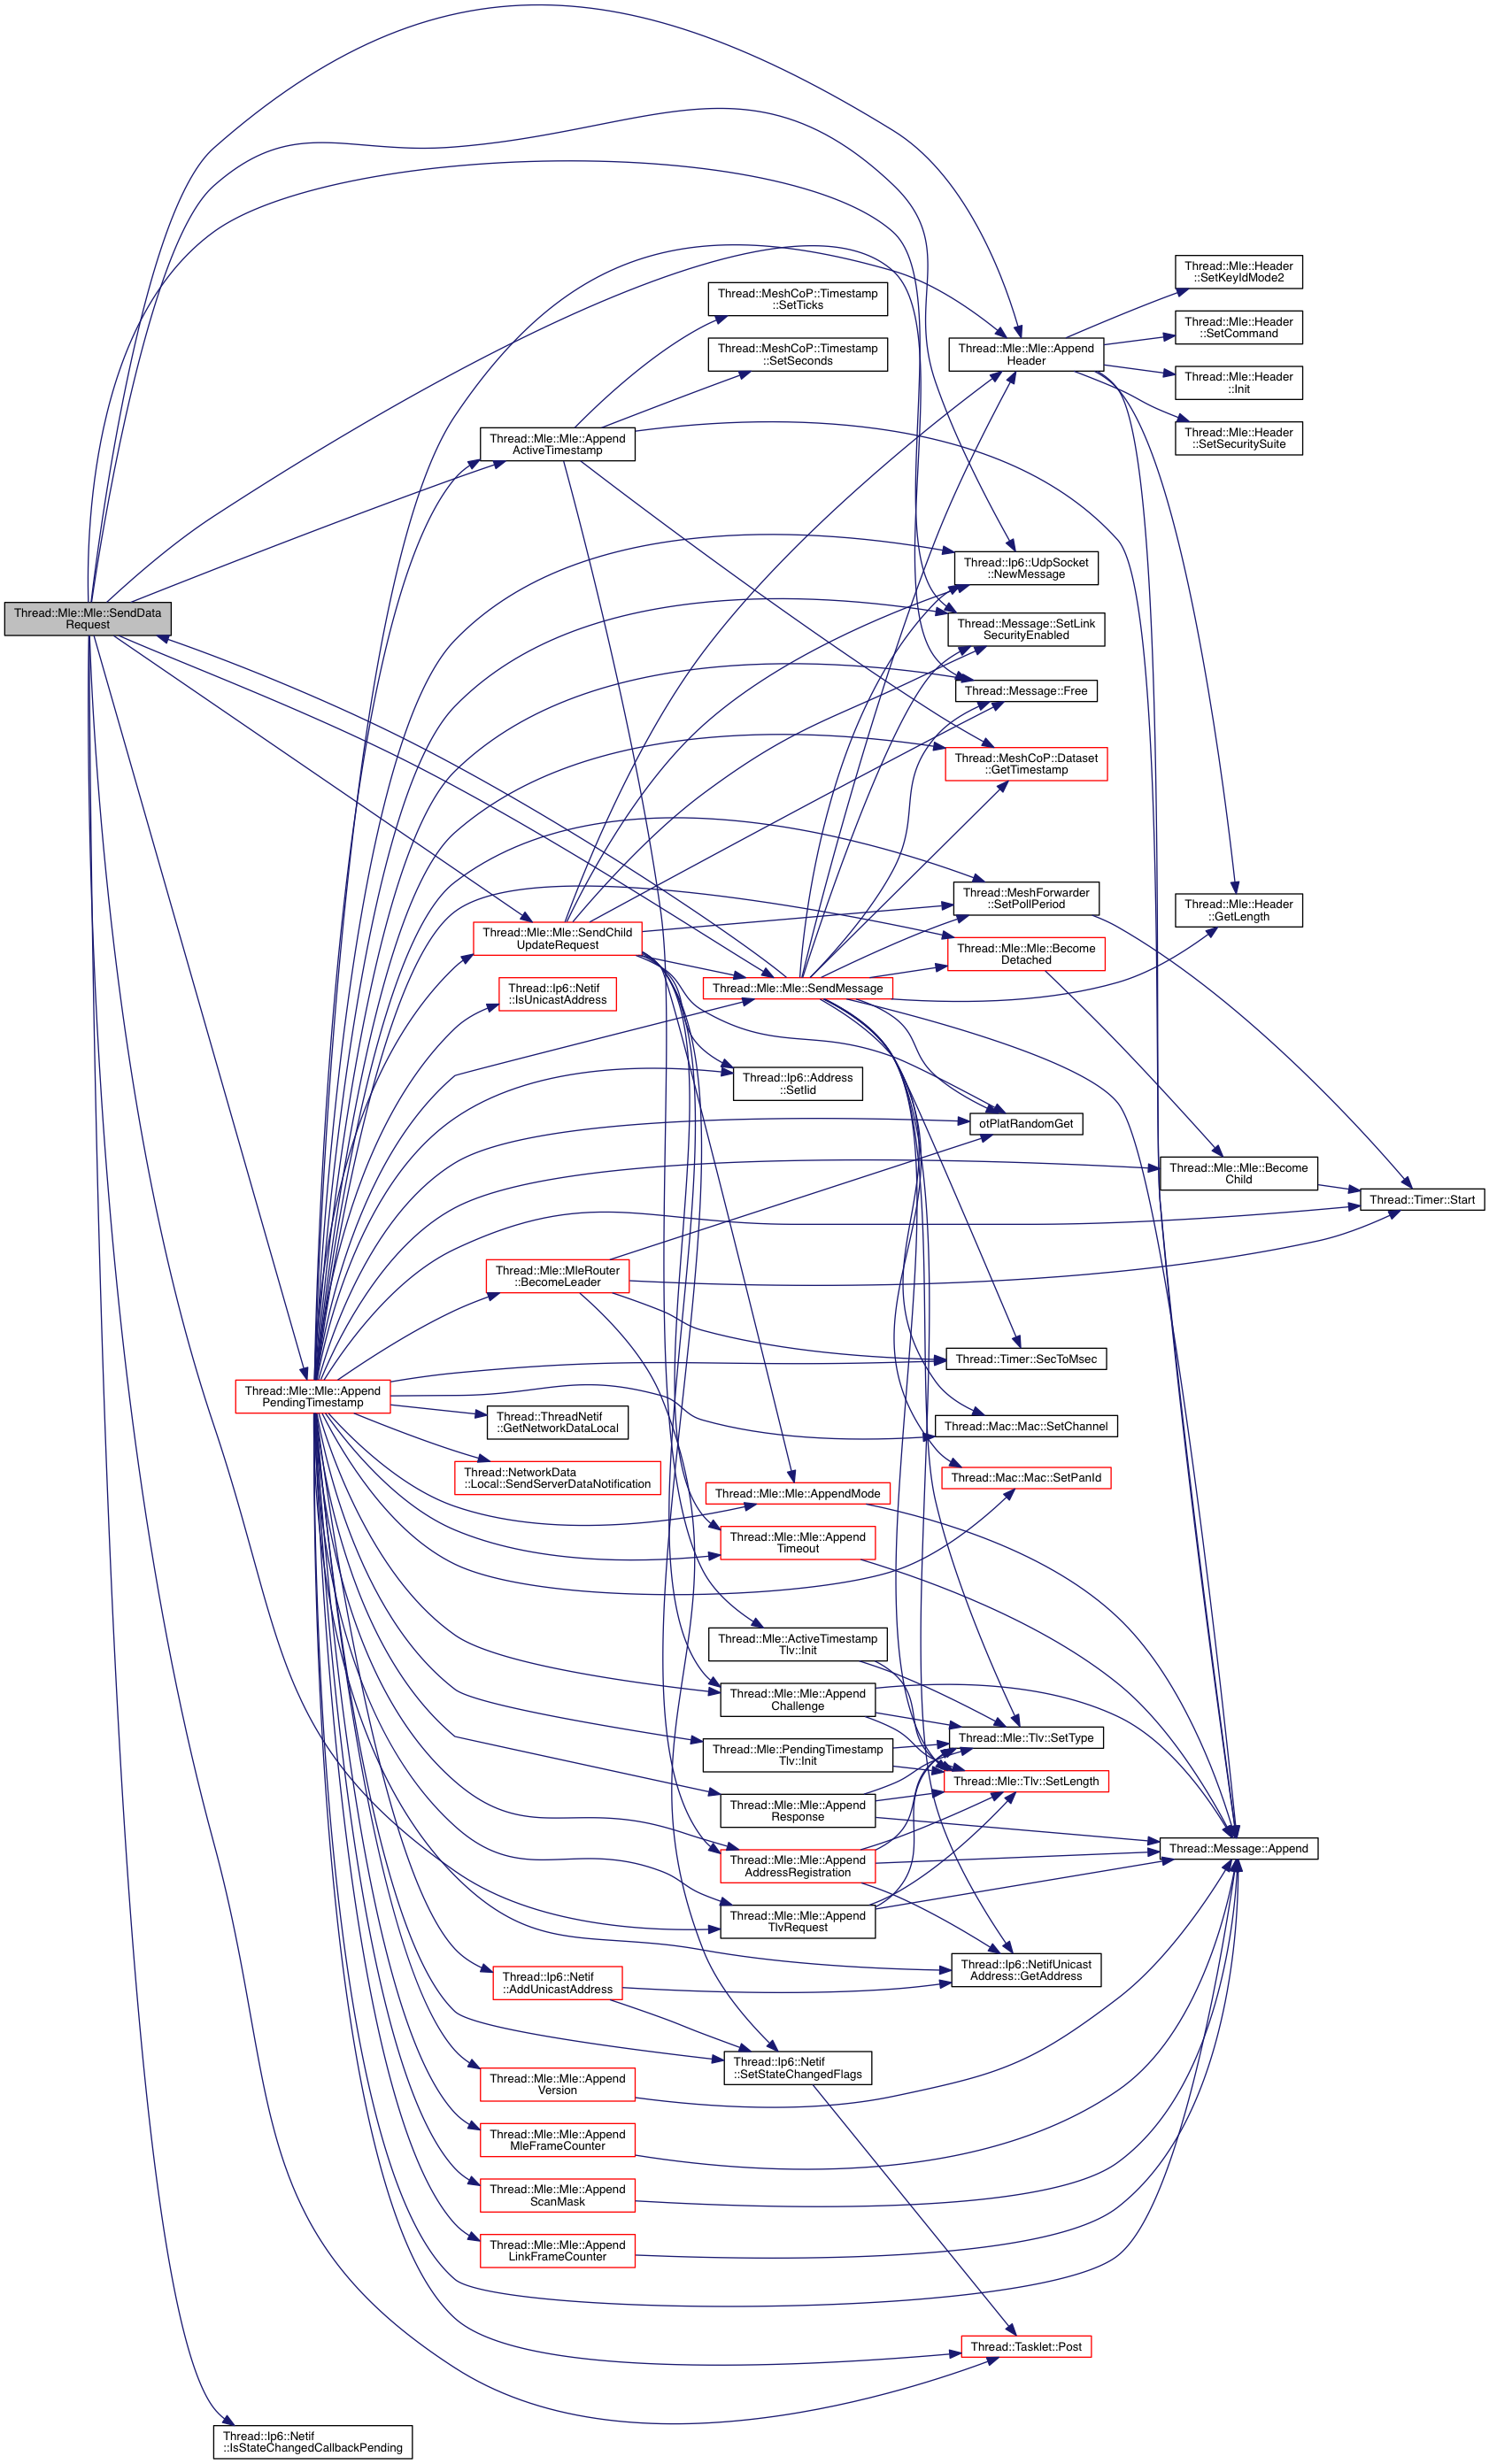 Thread::Mle::Header
::SetKeyIdMode2
Thread::MeshCoP::Timestamp
::SetTicks
Thread::Mle::Header
::SetCommand
Thread::MeshCoP::Timestamp
::SetSeconds
Thread::Mle::Mle::Append
Header
Thread::Mle::Header
::Init
Thread::Mle::Header
::SetSecuritySuite
Thread::Mle::Mle::Append
ActiveTimestamp
Thread::Ip6::UdpSocket
::NewMessage
Thread::Mle::Mle::SendData
Request
Thread::Message::SetLink
SecurityEnabled
Thread::Message::Free
Thread::MeshCoP::Dataset
::GetTimestamp
Thread::MeshForwarder
::SetPollPeriod
Thread::Mle::Header
::GetLength
Thread::Mle::Mle::SendChild
UpdateRequest
Thread::Mle::Mle::Become
Detached
Thread::Ip6::Netif
::IsUnicastAddress
Thread::Mle::Mle::SendMessage
Thread::Ip6::Address
::SetIid
otPlatRandomGet
Thread::Mle::Mle::Become
Child
Thread::Timer::Start
Thread::Mle::MleRouter
::BecomeLeader
Thread::Timer::SecToMsec
Thread::Mle::Mle::Append
PendingTimestamp
Thread::ThreadNetif
::GetNetworkDataLocal
Thread::Mac::Mac::SetChannel
Thread::NetworkData
::Local::SendServerDataNotification
Thread::Mac::Mac::SetPanId
Thread::Mle::Mle::AppendMode
Thread::Mle::Mle::Append
Timeout
Thread::Mle::ActiveTimestamp
Tlv::Init
Thread::Mle::Mle::Append
Challenge
Thread::Mle::Tlv::SetType
Thread::Mle::PendingTimestamp
Tlv::Init
Thread::Mle::Tlv::SetLength
Thread::Mle::Mle::Append
Response
Thread::Message::Append
Thread::Mle::Mle::Append
AddressRegistration
Thread::Mle::Mle::Append
TlvRequest
Thread::Ip6::NetifUnicast
Address::GetAddress
Thread::Ip6::Netif
::AddUnicastAddress
Thread::Ip6::Netif
::SetStateChangedFlags
Thread::Mle::Mle::Append
Version
Thread::Mle::Mle::Append
MleFrameCounter
Thread::Mle::Mle::Append
ScanMask
Thread::Mle::Mle::Append
LinkFrameCounter
Thread::Tasklet::Post
Thread::Ip6::Netif
::IsStateChangedCallbackPending